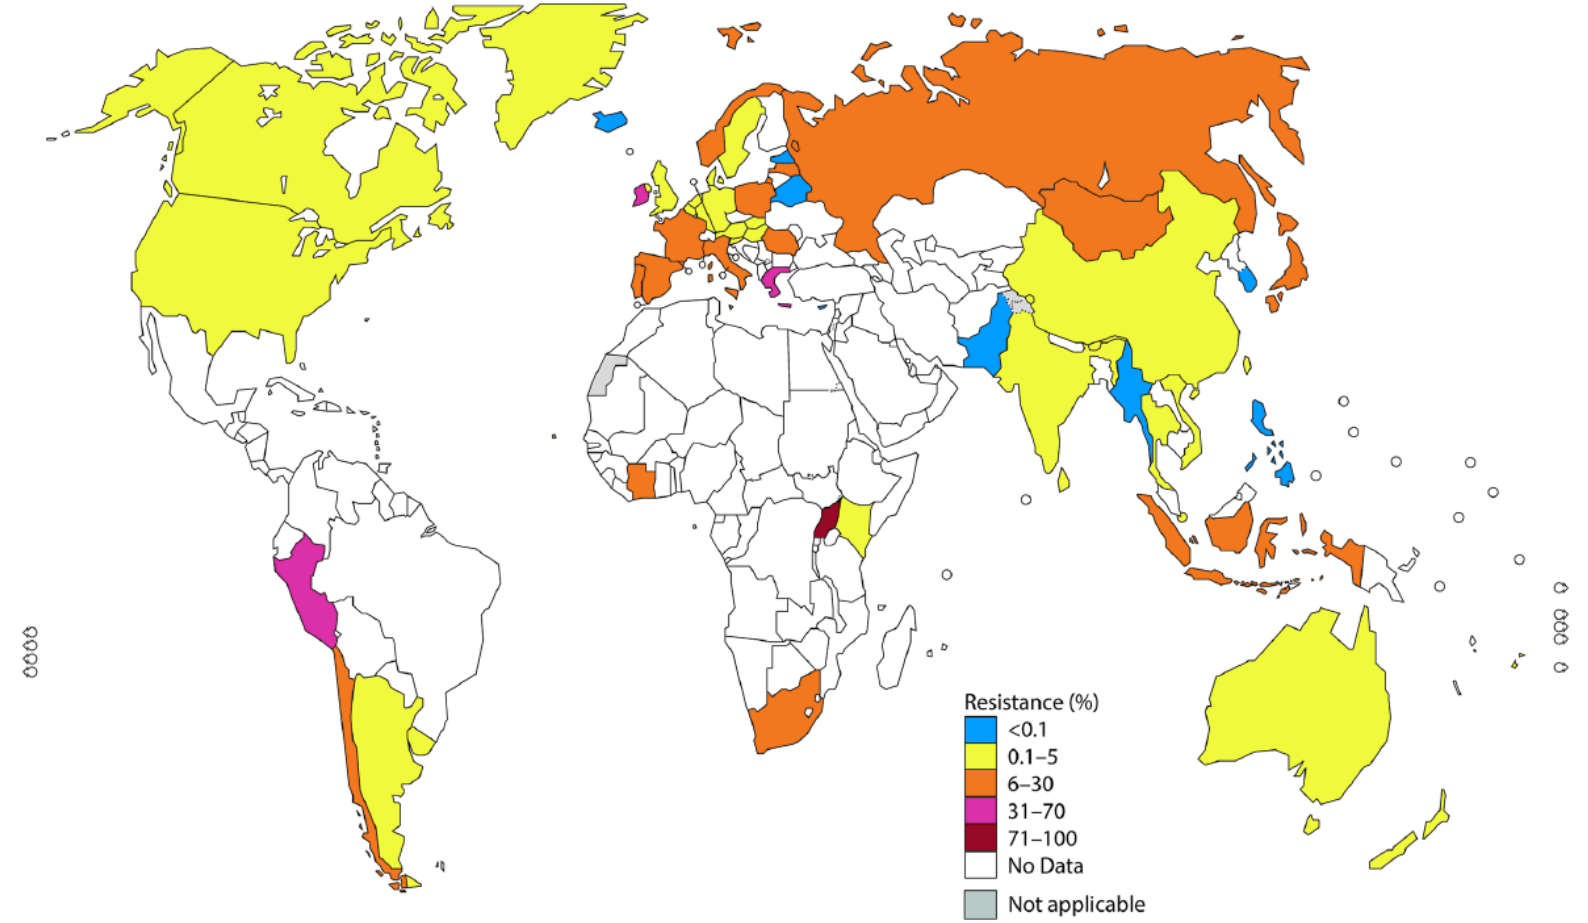 Resistance (%)
<0.1
0.1–5
6–30
31–70
71–100
No Data
Not applicable